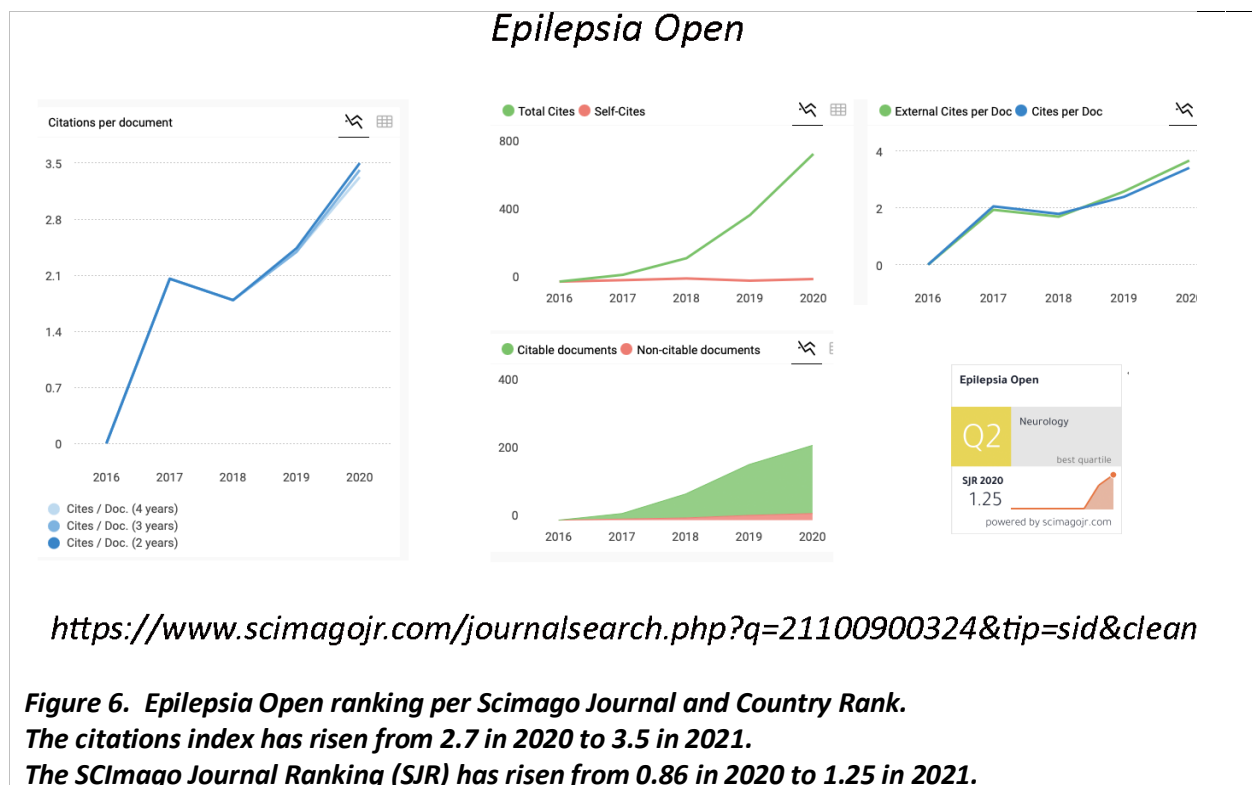 Epilepsia Open
Citations per document
3.5
2.8
2.1
1.4
0.7
0
2016 2017 2018 2019 2020
Cites / Doc. (4 years)
Cites / Doc. (3 years)
Cites / Doc. (2 years)
Total Cites Self-Cites
800
400
0
2016 2017 2018 2019 2020
External Cites per Doc Cites per Doc
4
2
0
2016 2017 2018 2019 202
Citable documents Non-citable documents
400
200
0
2016 2017 2018 2019 2020
Epilepsia Open
Q2
Neurology
best quartile
SJR 2020
1.25
powered by scimagojr.com
https://www.scimagojr.com/journalsearch.php?q=21100900324&tip=sid&clean
Figure 6. Epilepsia Open ranking per Scimago Journal and Country Rank.
The citations index has risen from 2.7 in 2020 to 3.5 in 2021.
The SCImago Journal Ranking (SJR) has risen from 0.86 in 2020 to 1.25 in 2021.